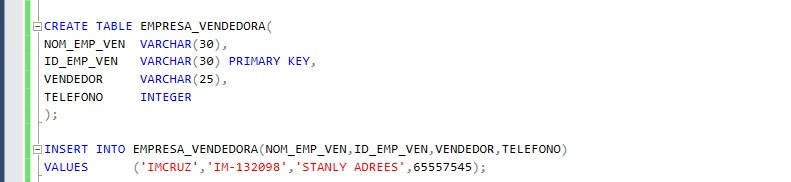 CREATE TABLE EMPRESA_VENDEDORA(
NOM_EMP_VEN VARCHAR(30),
ID_EMP_VEN VARCHAR(30) PRIMARY KEY,
VENDEDOR VARCHAR(25),
TELEFONO INTEGER
);
INSERT INTO EMPRESA_VENDEDORA(NOM_EMP_VEN,ID_EMP_VEN,VENDEDOR,TELEFONO)
VALUES ('IMCRUZ','IM-132098','STANLY ADREES',65557545);